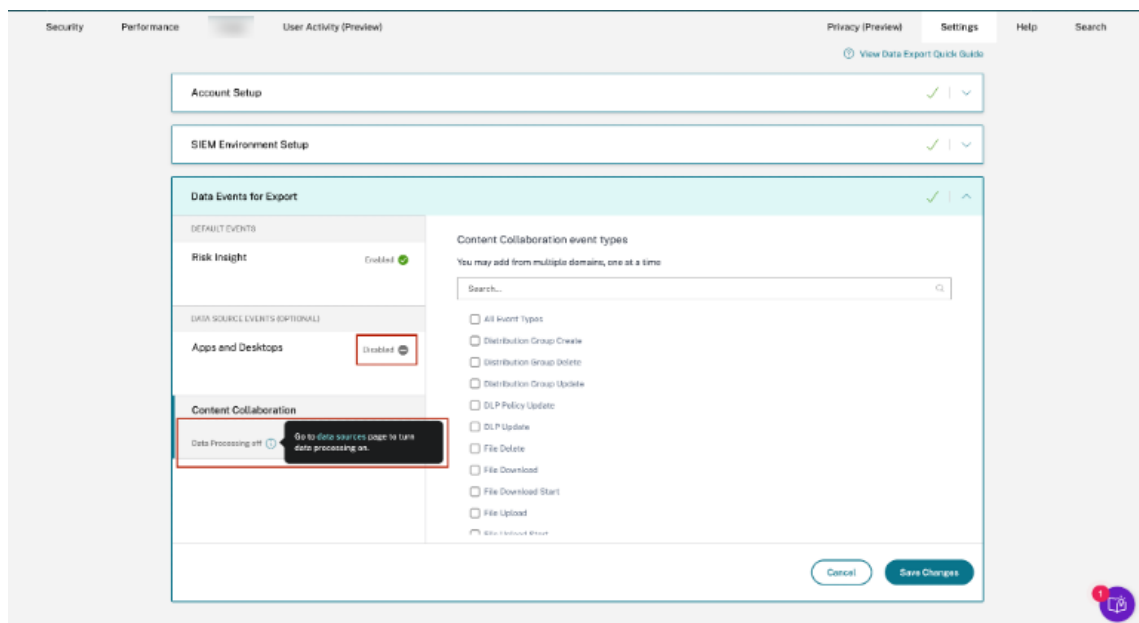 Security Performance User Activity (Preview) Privacy (Preview) Settings Help Search
View Data Export Quick Guide
Account Setup
SIEM Environment Setup
Data Events for Export
DEFAULT EVENTS
Risk Insight
Enabled
DATA SOURCE EVENTS (OPTIONAL)
Apps and Desktops
Disabled
Content Collaboration
Data Processing off
Go to data sources page to turn
data processing on.
Content Collaboration event types
You may add from multiple domains, one at a time
Search...
All Event Types
Distribution Group Create
Distribution Group Delete
Distribution Group Update
DLP Policy Update
DLP Update
File Delete
File Download
File Download Start
File Upload
File Upload Start
Cancel
Save Changes
1